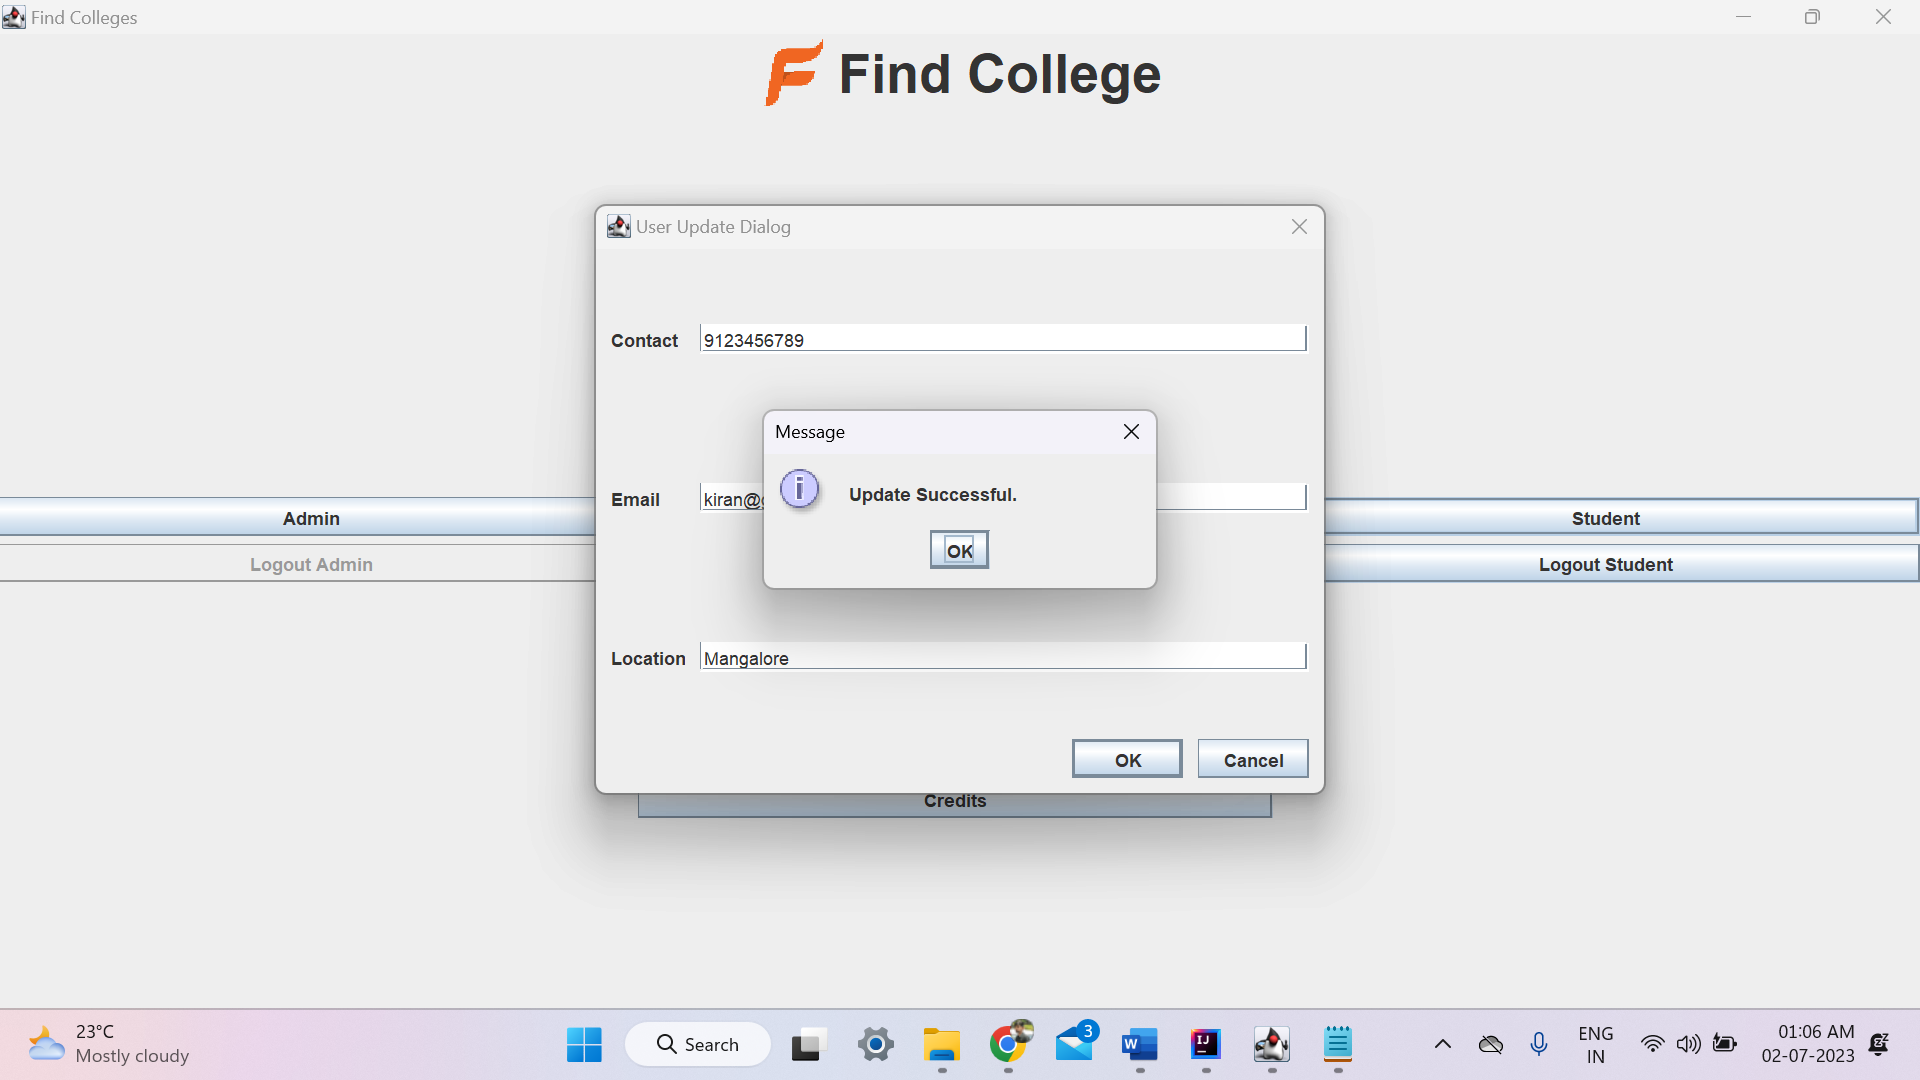 Find Colleges
Find College
User Update Dialog
Contact 9123456789
Message
Update Successful.
OK
Email kiran@
Admin
Student
Logout Admin
Logout Student
Location Mangalore
OK Cancel
Credits
23°C
Mostly cloudy
Search
3
W
IJ
ENG
IN
01:06 AM
02-07-2023